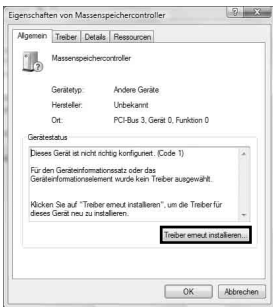 Eigenschaften von Massenspeichercontroller
Allgemein Treiber Details Ressourcen
Massenspeichercontroller
Gerätetyp: Andere Geräte
Hersteller: Unbekannt
Ort: PCI-Bus 3, Gerät 0, Funktion 0
Gerätestatus
Dieses Gerät ist nicht richtig konfiguriert. (Code 1)
Für den Geräteinformationssatz oder das
Geräteinformationselement wurde kein Treiber ausgewählt.
Klicken Sie auf "Treiber erneut installieren", um die Treiber für
dieses Gerät neu zu installieren.
Treiber erneut installieren...
OK Abbrechen